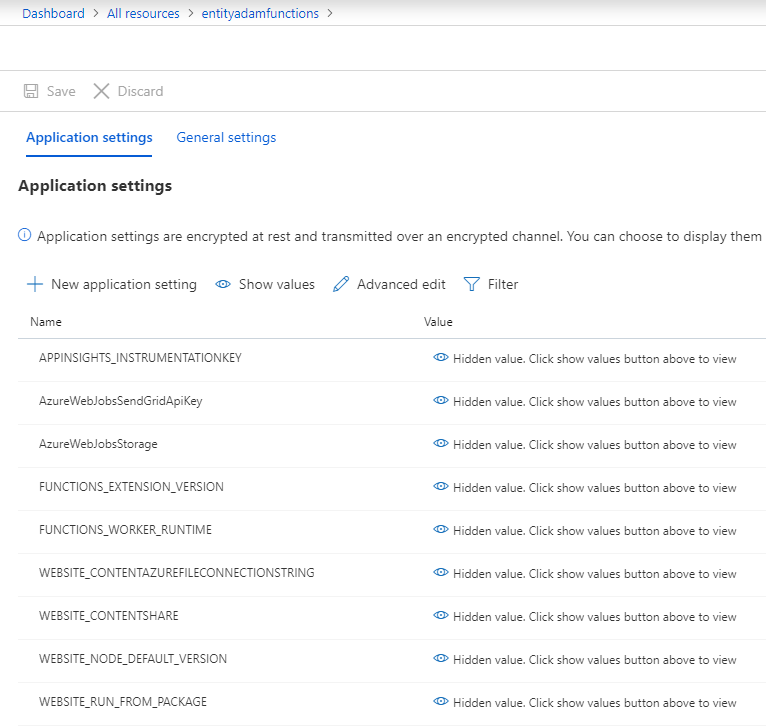 Dashboard > All resources > entityadamfunctions >
Save Discard
Application settings General settings
Application settings
Application settings are encrypted at rest and transmitted over an encrypted channel. You can choose to display them
New application setting Show values Advanced edit Filter
Name Value
APPINSIGHTS_INSTRUMENTATIONKEY Hidden value. Click show values button above to view
AzureWebJobsSendGridApiKey Hidden value. Click show values button above to view
AzureWebJobsStorage Hidden value. Click show values button above to view
FUNCTIONS_EXTENSION_VERSION Hidden value. Click show values button above to view
FUNCTIONS_WORKER_RUNTIME Hidden value. Click show values button above to view
WEBSITE_CONTENTAZUREFILECONNECTIONSTRING Hidden value. Click show values button above to view
WEBSITE_CONTENTSHARE Hidden value. Click show values button above to view
WEBSITE_NODE_DEFAULT_VERSION Hidden value. Click show values button above to view
WEBSITE_RUN_FROM_PACKAGE Hidden value. Click show values button above to view